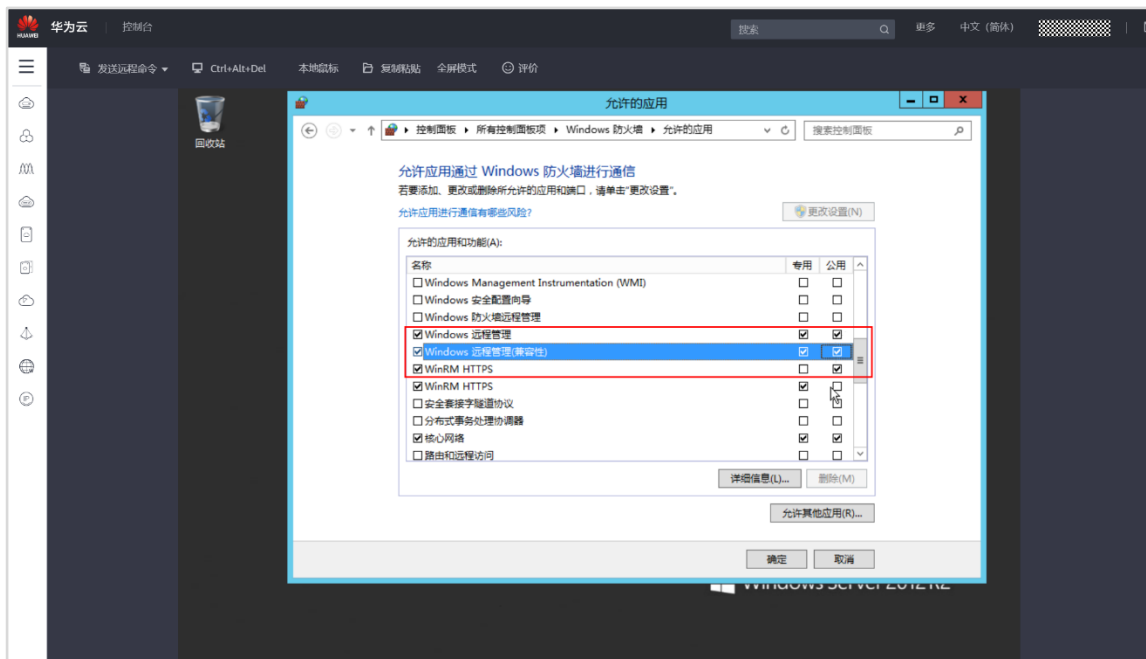 HUAWEI 华为云 控制台 搜索 更多 中文 (简体)
发送远程命令 Ctrl+Alt+Del 本地鼠标 复制粘贴 全屏模式 评价
回收站
允许的应用
控制面板 所有控制面板项 Windows 防火墙 允许的应用 搜索控制面板
允许应用通过 Windows 防火墙进行通信
若要添加、更改或删除所允许的应用和端口，请单击"更改设置"。
允许应用进行通信有哪些风险? 更改设置(N)
允许的应用和功能(A):
名称 专用 公用
Windows Management Instrumentation (WMI)
Windows 安全配置向导
Windows 防火墙远程管理
Windows 远程管理
Windows 远程管理(兼容性)
WinRM HTTPS
WinRM HTTPS
安全套接字隧道协议
分布式事务处理协调器
核心网络
路由和远程访问
详细信息(L)... 删除(M)
允许其他应用(R)...
确定 取消
Windows Server 2012 R2